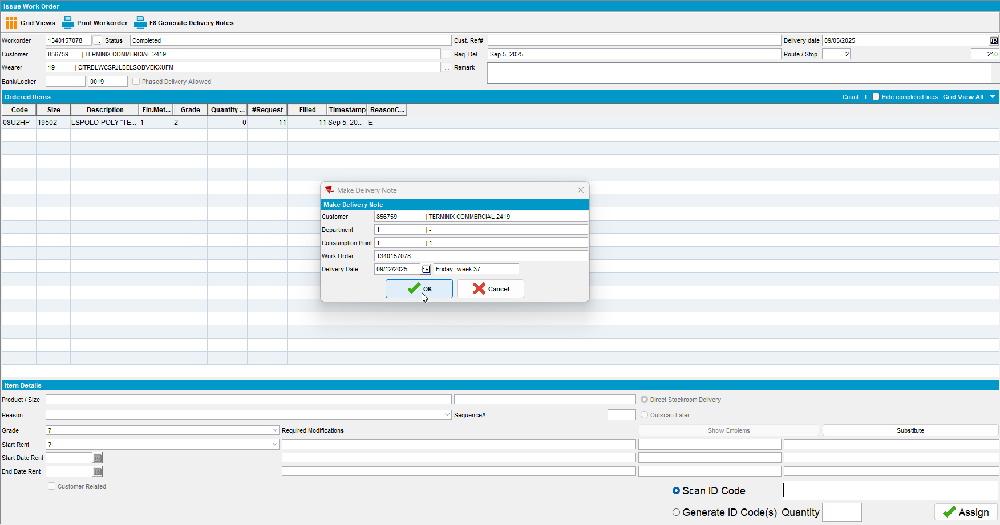 Issue Work Order
Grid Views Print Workorder F8 Generate Delivery Notes
Workorder 1340157078 ... Status Completed Cust. Ref# Delivery date 09/05/2025 16
Customer 856759 | TERMINIX COMMERCIAL 2419 ... Req. Del. Sep 5, 2025 Route / Stop 2 210
Wearer 19 | CITRBLWCSRJLBELSOBVEKXUFM ... Remark
Bank/Locker 0019 Phased Delivery Allowed
Ordered Items Count : 1 Hide completed lines Grid View All
Code Size Description Fin.Met... Grade Quantity ... #Request Filled Timestamp ReasonC...
08U2HP 19502 LSPOLO-POLY "TE... 1 2 0 11 11 Sep 5, 20... E
Make Delivery Note
Make Delivery Note
Customer 856759 | TERMINIX COMMERCIAL 2419
Department 1 | -
Consumption Point 1 | 1
Work Order 1340157078
Delivery Date 09/12/2025 16 Friday, week 37
OK Cancel
Item Details
Product / Size Direct Stockroom Delivery
Reason Sequence# Outscan Later
Grade ? Required Modifications Show Emblems Substitute
Start Rent ?
Start Date Rent 16
End Date Rent 16
Customer Related
Scan ID Code
Generate ID Code(s) Quantity Assign